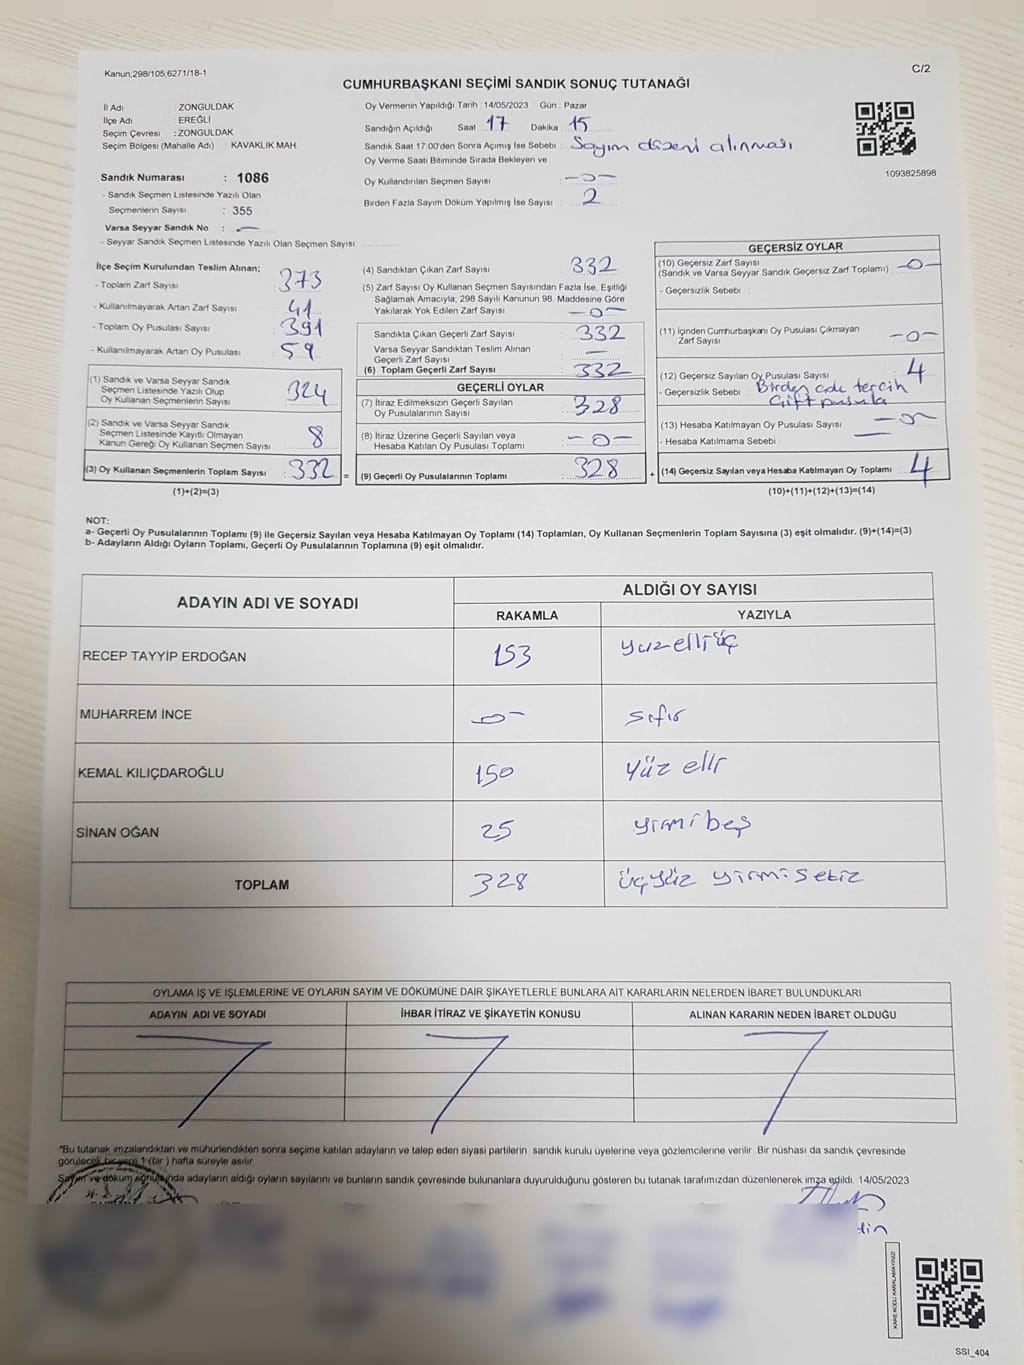 Kanun;298/105,6271/18-1
C/2
CUMHURBAŞKANI SEÇİMİ SANDIK SONUÇ TUTANAĞI
İl Adı : ZONGULDAK
İlçe Adı : EREĞLİ
Seçim Çevresi : ZONGULDAK
Seçim Bölgesi (Mahalle Adı) : KAVAKLIK MAH.
Sandık Numarası : 1086
- Sandık Seçmen Listesinde Yazılı Olan
Seçmenlerin Sayısı : 355
Varsa Seyyar Sandık No : —
- Seyyar Sandık Seçmen Listesinde Yazılı Olan Seçmen Sayısı:
Oy Vermenin Yapıldığı Tarih : 14/05/2023 Gün : Pazar
Sandığın Açıldığı Saat 17 Dakika : 15
Sandık Saat 17:00'den Sonra Açımış İse Sebebi : Sayım düzeni alınması
Oy Verme Saati Bitiminde Sırada Bekleyen ve
Oy Kullandırılan Seçmen Sayısı : -0-
Birden Fazla Sayım Döküm Yapılmış İse Sayısı : 2
1093825898
İlçe Seçim Kurulundan Teslim Alınan;
- Toplam Zarf Sayısı : 373
- Kullanılmayarak Artan Zarf Sayısı : 41
- Toplam Oy Pusulası Sayısı : 391
- Kullanılmayarak Artan Oy Pusulası : 59
(1) Sandık ve Varsa Seyyar Sandık
Seçmen Listesinde Yazılı Olup
Oy Kullanan Seçmenlerin Sayısı : 324
(2) Sandık ve Varsa Seyyar Sandık
Seçmen Listesinde Kayıtlı Olmayan
Kanun Gereği Oy Kullanan Seçmen Sayısı : 8
(3) Oy Kullanan Seçmenlerin Toplam Sayısı : 332 =
(1)+(2)=(3)
(4) Sandıktan Çıkan Zarf Sayısı : 332
(5) Zarf Sayısı Oy Kullanan Seçmen Sayısından Fazla İse, Eşitliği
Sağlamak Amacıyla; 298 Sayılı Kanunun 98. Maddesine Göre
Yakılarak Yok Edilen Zarf Sayısı : -0-
Sandıkta Çıkan Geçerli Zarf Sayısı : 332
Varsa Seyyar Sandıktan Teslim Alınan
Geçerli Zarf Sayısı : —
(6) Toplam Geçerli Zarf Sayısı : 332
GEÇERLİ OYLAR
(7) İtiraz Edilmeksizin Geçerli Sayılan
Oy Pusulalarının Sayısı : 328
(8) İtiraz Üzerine Geçerli Sayılan veya
Hesaba Katılan Oy Pusulası Toplamı : -0-
(9) Geçerli Oy Pusulalarının Toplamı : 328 +
GEÇERSİZ OYLAR
(10) Geçersiz Zarf Sayısı
(Sandık ve Varsa Seyyar Sandık Geçersiz Zarf Toplamı) : -0-
- Geçersizlik Sebebi :
(11) İçinden Cumhurbaşkanı Oy Pusulası Çıkmayan
Zarf Sayısı : -0-
(12) Geçersiz Sayılan Oy Pusulası Sayısı : 4
- Geçersizlik Sebebi : Birden çok tercih
Çift pusula
(13) Hesaba Katılmayan Oy Pusulası Sayısı : -0-
- Hesaba Katılmama Sebebi : —
(14) Geçersiz Sayılan veya Hesaba Katılmayan Oy Toplamı : 4
(10)+(11)+(12)+(13)=(14)
NOT:
a- Geçerli Oy Pusulalarının Toplamı (9) ile Geçersiz Sayılan veya Hesaba Katılmayan Oy Toplamı (14) Toplamları, Oy Kullanan Seçmenlerin Toplam Sayısına (3) eşit olmalıdır. (9)+(14)=(3)
b- Adayların Aldığı Oyların Toplamı, Geçerli Oy Pusulalarının Toplamına (9) eşit olmalıdır.
ADAYIN ADI VE SOYADI
ALDIĞI OY SAYISI
RAKAMLA YAZIYLA
RECEP TAYYİP ERDOĞAN 153 yuzelliüç
MUHARREM İNCE -0- sıfır
KEMAL KILIÇDAROĞLU 150 yüz elli
SİNAN OĞAN 25 yirmibeş
TOPLAM 328 üçyüz yirmisekiz
OYLAMA İŞ VE İŞLEMLERİNE VE OYLARIN SAYIM VE DÖKÜMÜNE DAİR ŞİKAYETLERLE BUNLARA AİT KARARLARIN NELERDEN İBARET BULUNDUKLARI
ADAYIN ADI VE SOYADI İHBAR İTİRAZ VE ŞİKAYETİN KONUSU ALINAN KARARIN NEDEN İBARET OLDUĞU
*Bu tutanak imzalandıktan ve mühürlendikten sonra seçime katılan adayların ve talep eden siyasi partilerin sandık kurulu üyelerine veya gözlemcilerine verilir. Bir nüshası da sandık çevresinde
görülecek bir yere 1 (bir ) hafta süreyle asılır.
Sayım ve döküm sonunda adayların aldığı oyların sayılarını ve bunların sandık çevresinde bulunanlara duyurulduğunu gösteren bu tutanak tarafımızdan düzenlenerek imza edildi. 14/05/2023
KARE KODU KARALAMAYINIZ!
SSI_404